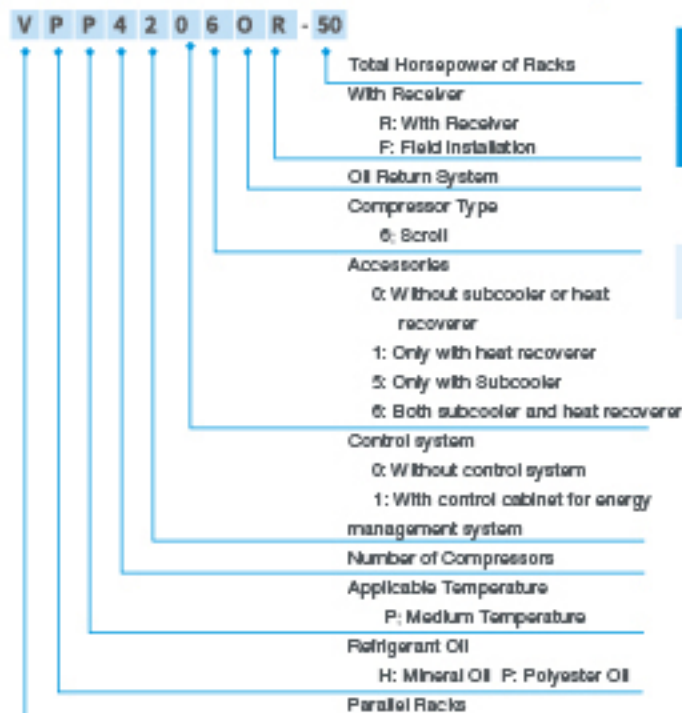 V P P 4 2 0 6 O R - 50
Total Horsepower of Racks
With Receiver
R: With Receiver
F: Field Installation
Oil Return System
Compressor Type
6: Scroll
Accessories
0: Without subcooler or heat
recoverer
1: Only with heat recoverer
5: Only with Subcooler
6: Both subcooler and heat recoverer
Control system
0: Without control system
1: With control cabinet for energy
management system
Number of Compressors
Applicable Temperature
P: Medium Temperature
Refrigerant Oil
H: Mineral Oil P: Polyester Oil
Parallel Racks